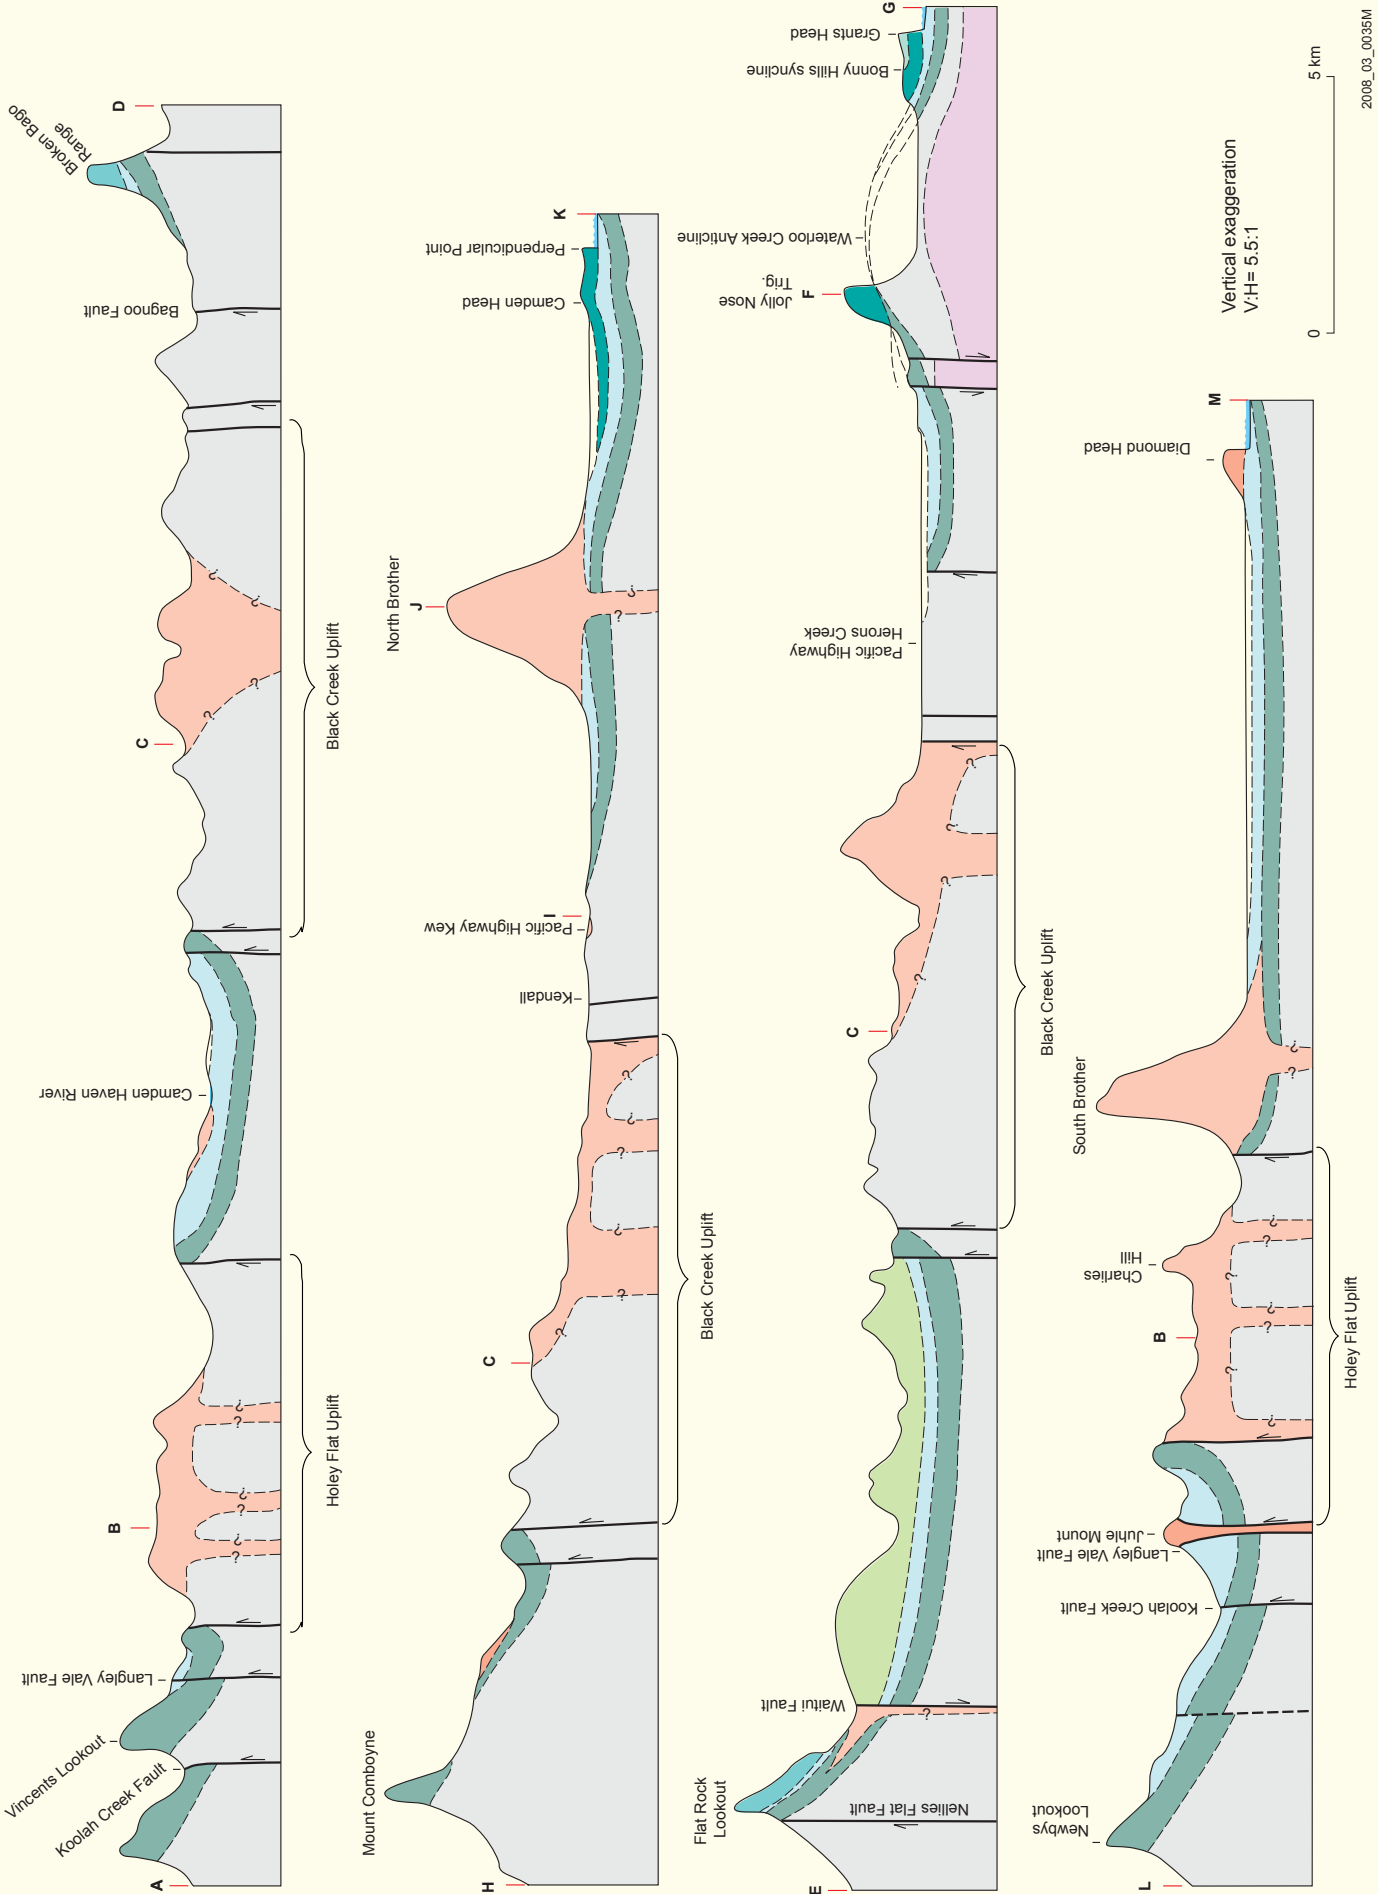 A
Koolah Creek Fault
Vincents Lookout
Langley Vale Fault
B
Camden Haven River
C
Bagnoo Fault
Broken Bago
Range
D
?
?
?
?
?
?
?
?
?
?
Holey Flat Uplift
Black Creek Uplift
H
Mount Comboyne
C
Kendall
Pacific Highway Kew
I
North Brother
J
Camden Head
Perpendicular Point
K
?
?
?
?
?
?
?
?
Black Creek Uplift
E
Flat Rock
Lookout
Nellies Flat Fault
Waitui Fault
C
Pacific Highway
Herons Creek
Jolly Nose
Trig.
F
Waterloo Creek Anticline
Bonny Hills syncline
Grants Head
G
?
?
?
?
?
Black Creek Uplift
L
Newbys
Lookout
Koolah Creek Fault
Langley Vale Fault
Juhle Mount
B
Charlies
Hill
South Brother
Diamond Head
M
?
?
?
?
?
?
?
?
?
Holey Flat Uplift
Vertical exaggeration
V:H= 5.5:1
0
5 km
2008_03_0035M